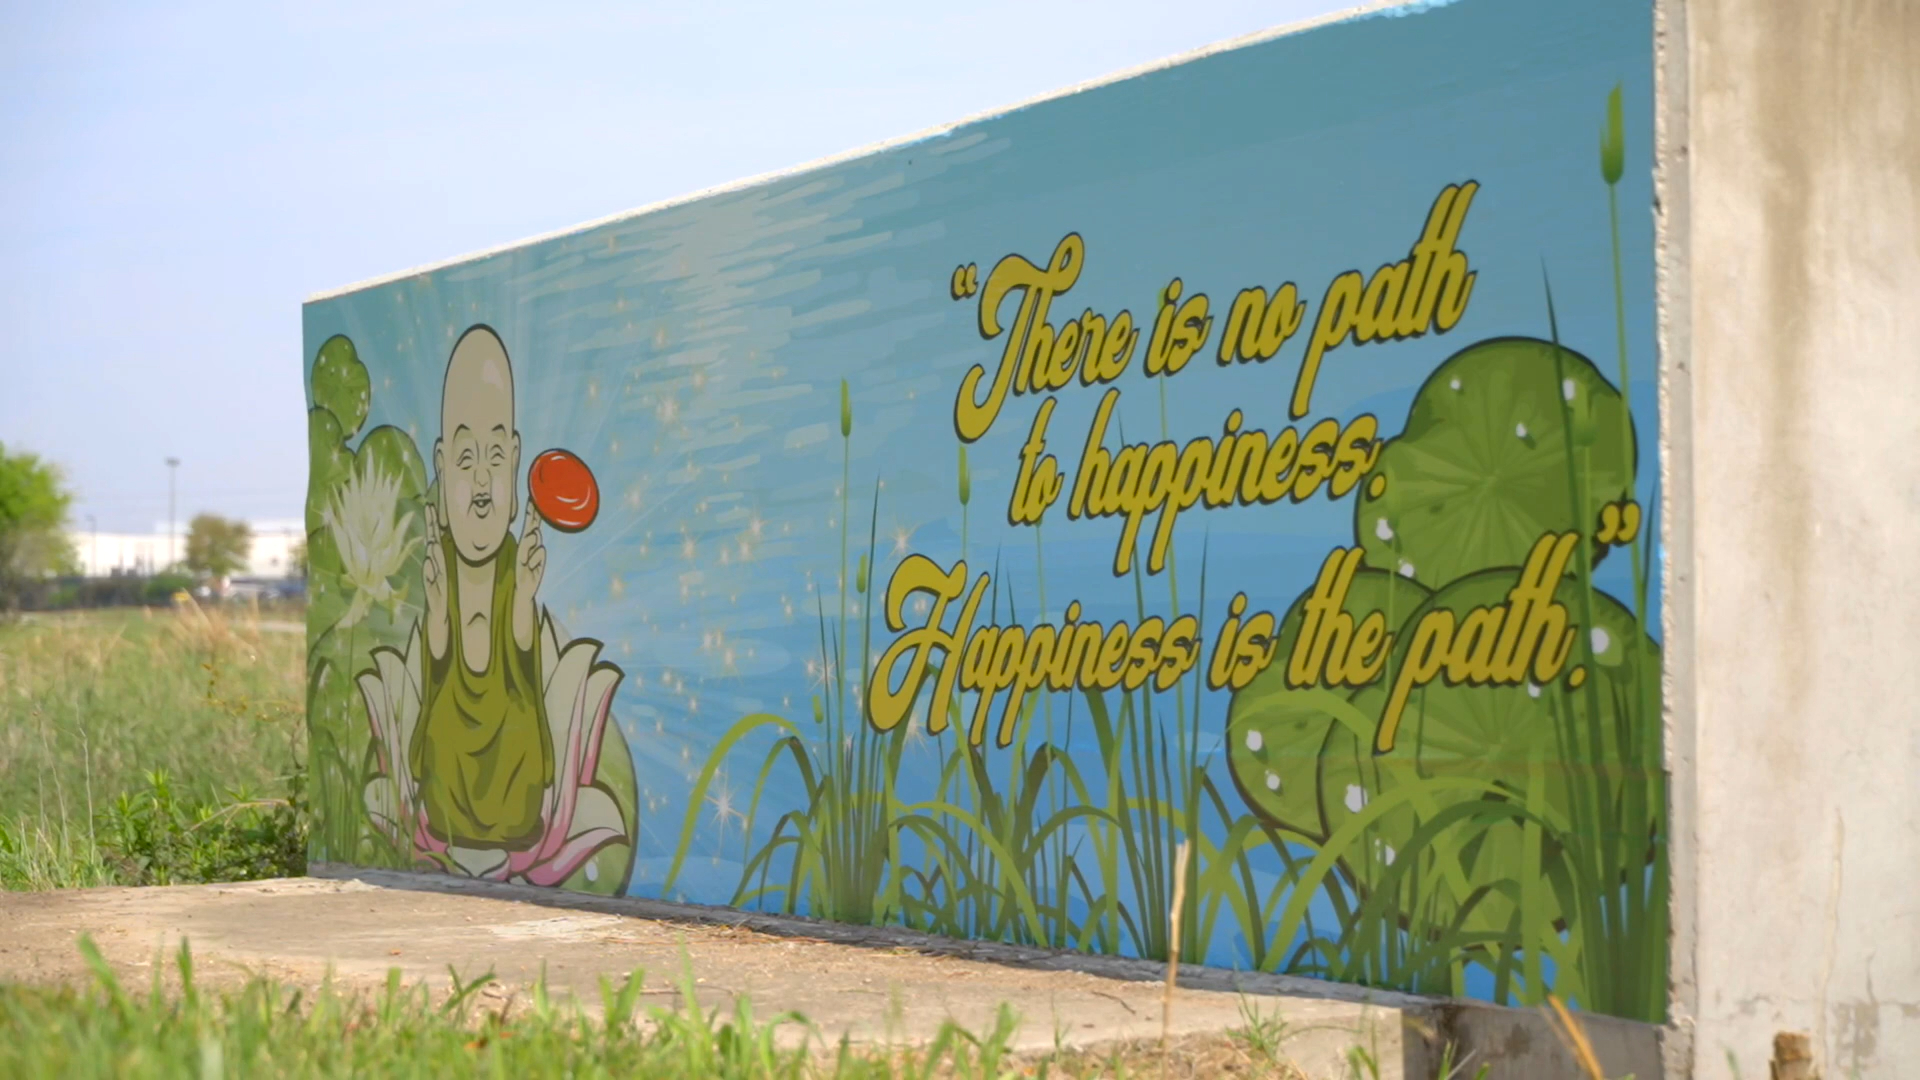 “There is no path
to happiness.
Happiness is the path.”